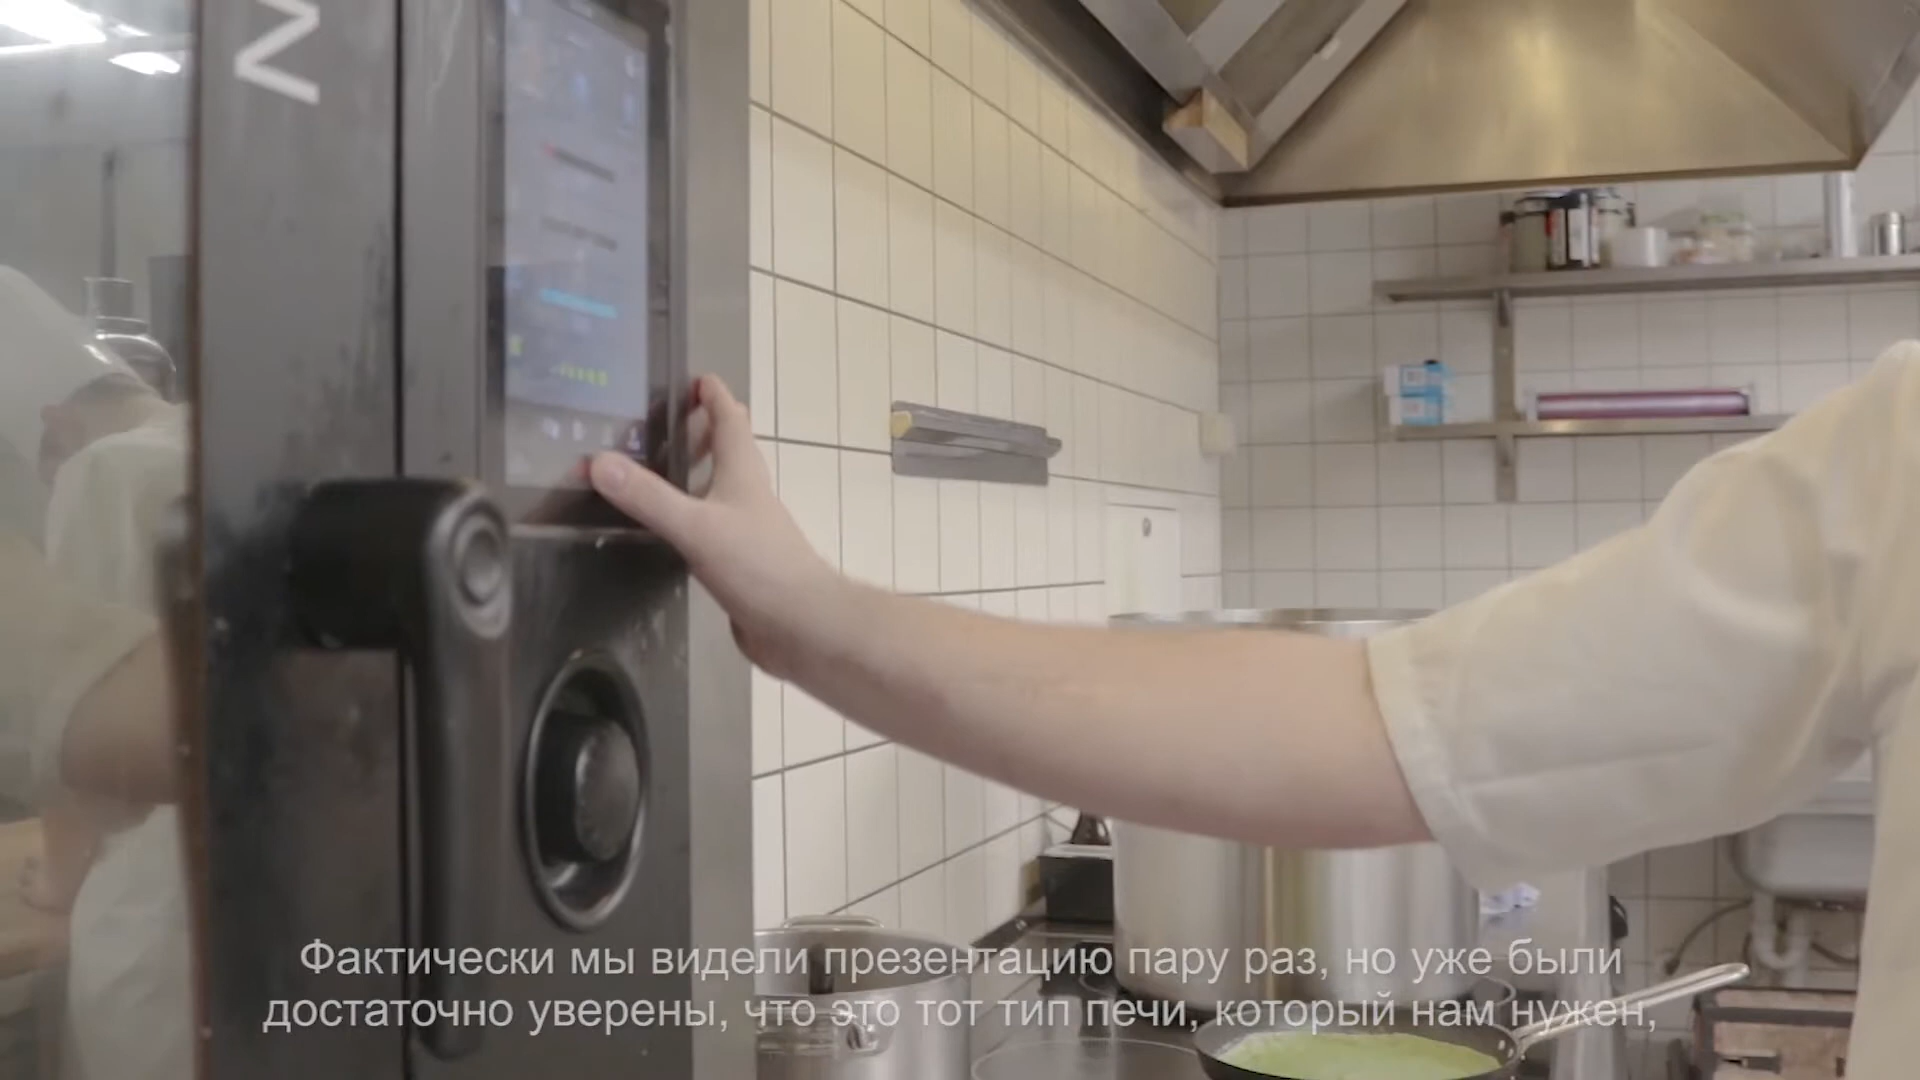 Фактически мы видели презентацию пару раз, но уже были
достаточно уверены, что это тот тип печи, который нам нужен,